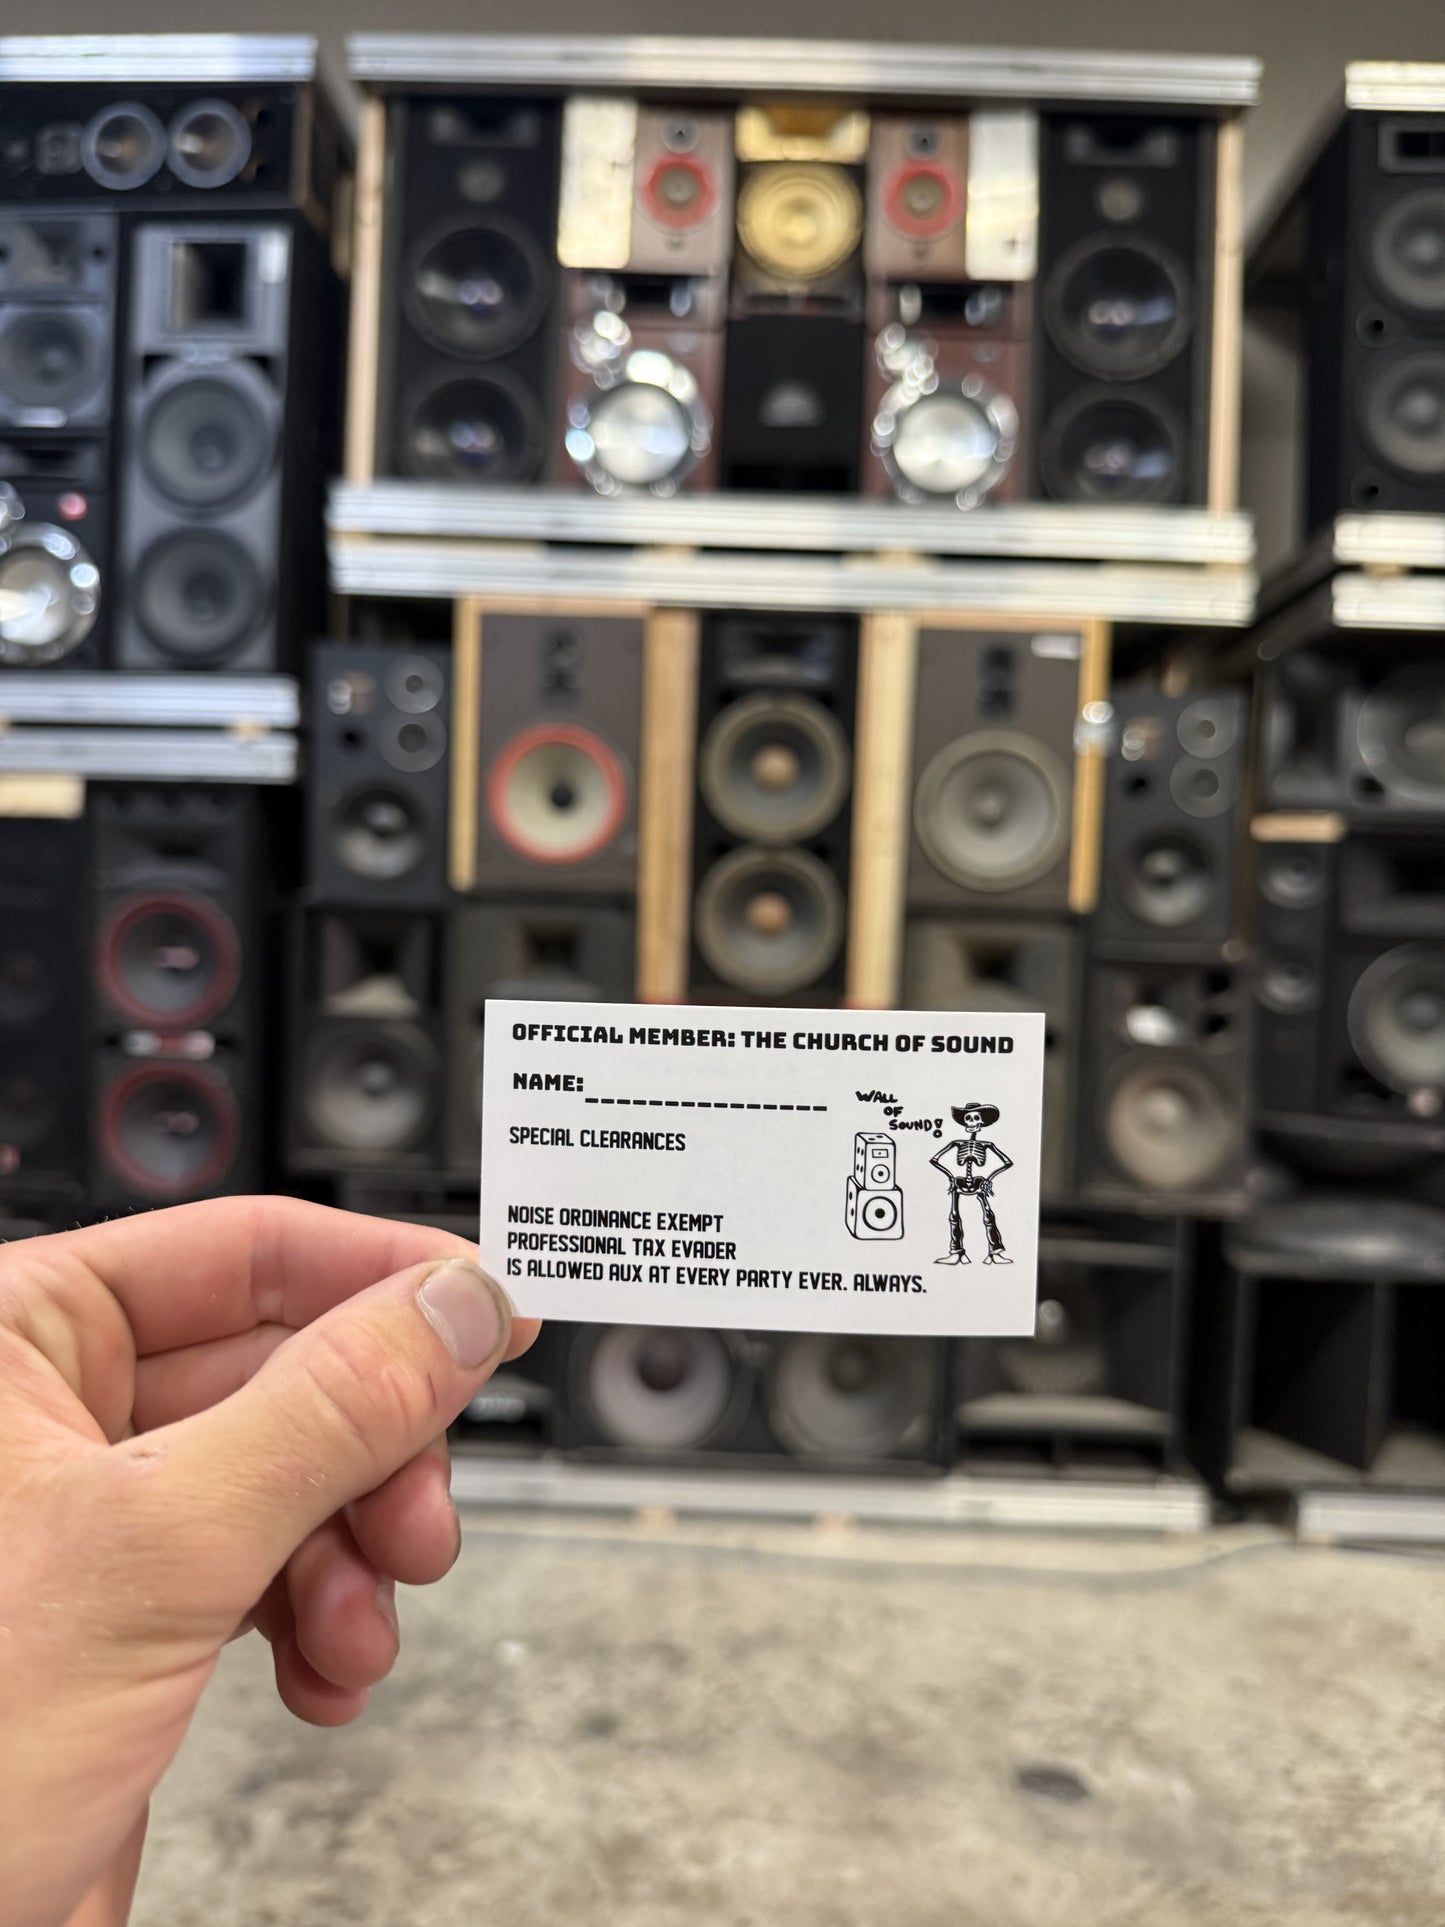 OFFICIAL MEMBER: THE CHURCH OF SOUND
NAME:_______________
WALL
OF
SOUND!
SPECIAL CLEARANCES
NOISE ORDINANCE EXEMPT
PROFESSIONAL TAX EVADER
IS ALLOWED AUX AT EVERY PARTY EVER. ALWAYS.